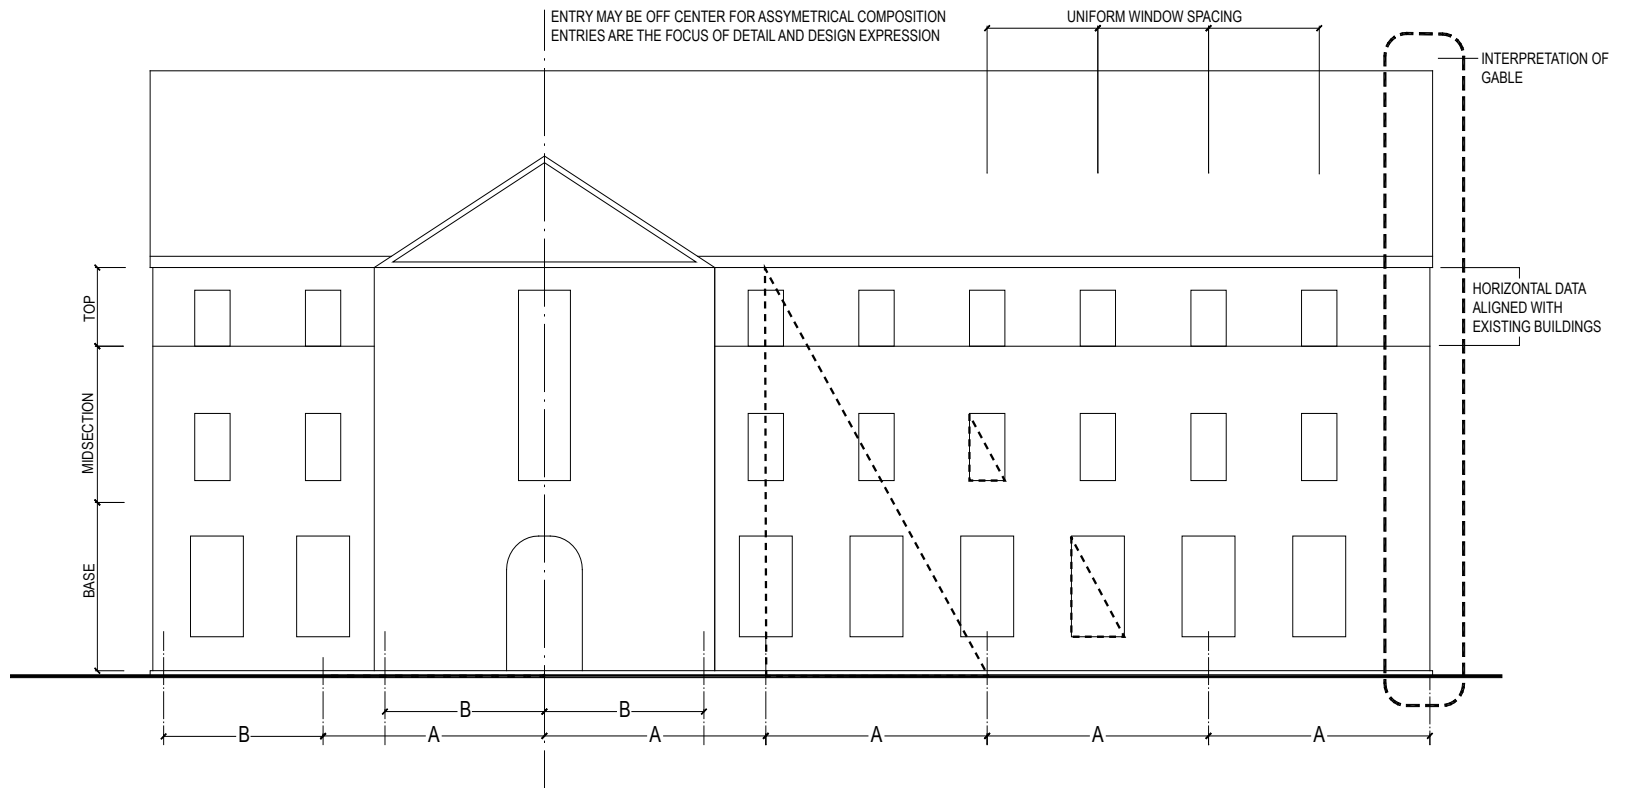 ENTRY MAY BE OFF CENTER FOR ASSYMETRICAL COMPOSITION
ENTRIES ARE THE FOCUS OF DETAIL AND DESIGN EXPRESSION
UNIFORM WINDOW SPACING
INTERPRETATION OF
GABLE
HORIZONTAL DATA
ALIGNED WITH
EXISTING BUILDINGS
TOP
MIDSECTION
BASE
B
B
B
A
A
A
A
A